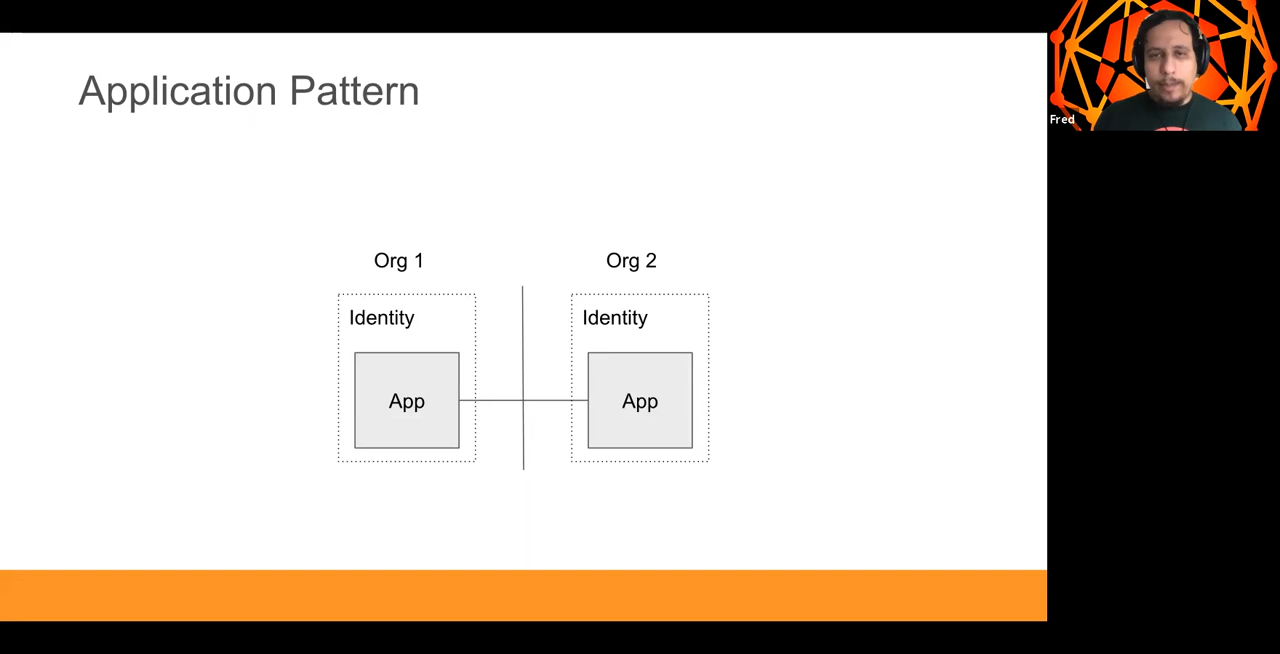 Application Pattern
Fred
Org 1
Org 2
Identity
Identity
App
App